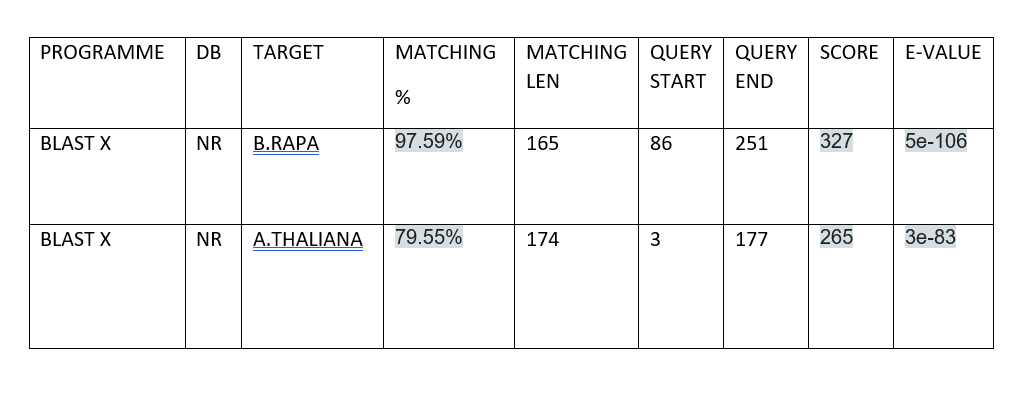 PROGRAMME DB TARGET MATCHING MATCHING QUERY QUERY SCORE E-VALUE
% LEN START END
BLAST X NR B.RAPA 97.59% 165 86 251 327 5e-106
BLAST X NR A.THALIANA 79.55% 174 3 177 265 3e-83